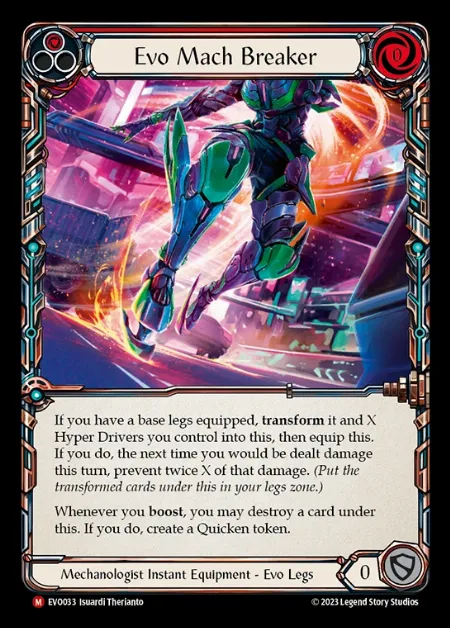 Evo Mach Breaker
0
If you have a base legs equipped, transform it and X
Hyper Drivers you control into this, then equip this.
If you do, the next time you would be dealt damage
this turn, prevent twice X of that damage. (Put the
transformed cards under this in your legs zone.)
Whenever you boost, you may destroy a card under
this. If you do, create a Quicken token.
Mechanologist Instant Equipment - Evo Legs
0
M EVO033 Isuardi Therianto
© 2023 Legend Story Studios